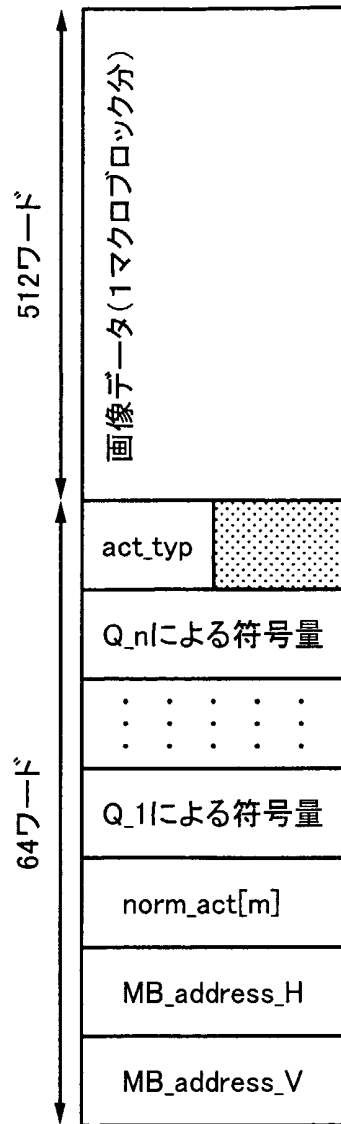 512ワード
画像データ(1マクロブロック分)
64ワード
act_typ
Q_nによる符号量
Q_1による符号量
norm_act[m]
MB_address_H
MB_address_V